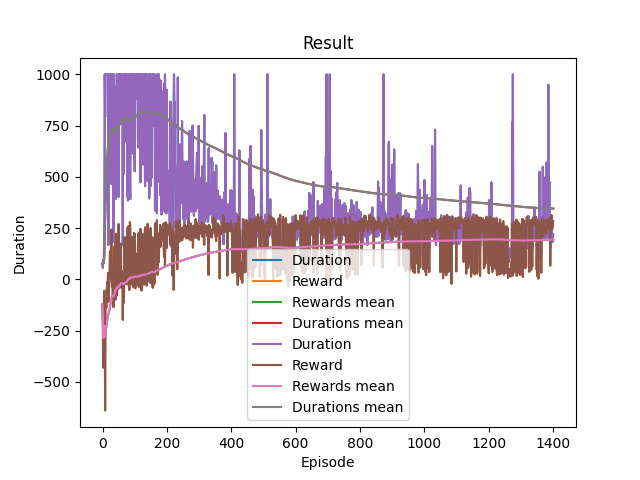 Result
1000
750
500
250
0
−250
−500
Duration
0
200
400
600
800
1000
1200
1400
Episode
Duration
Reward
Rewards mean
Durations mean
Duration
Reward
Rewards mean
Durations mean